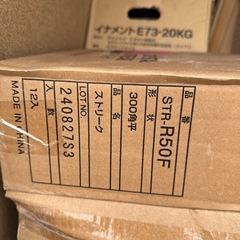 イナメントE73-20KG
品番 STR-R50F
形状 300角平
品名 ストリーク
LOT NO. 240827S3
入数 12入
MADE IN CHINA